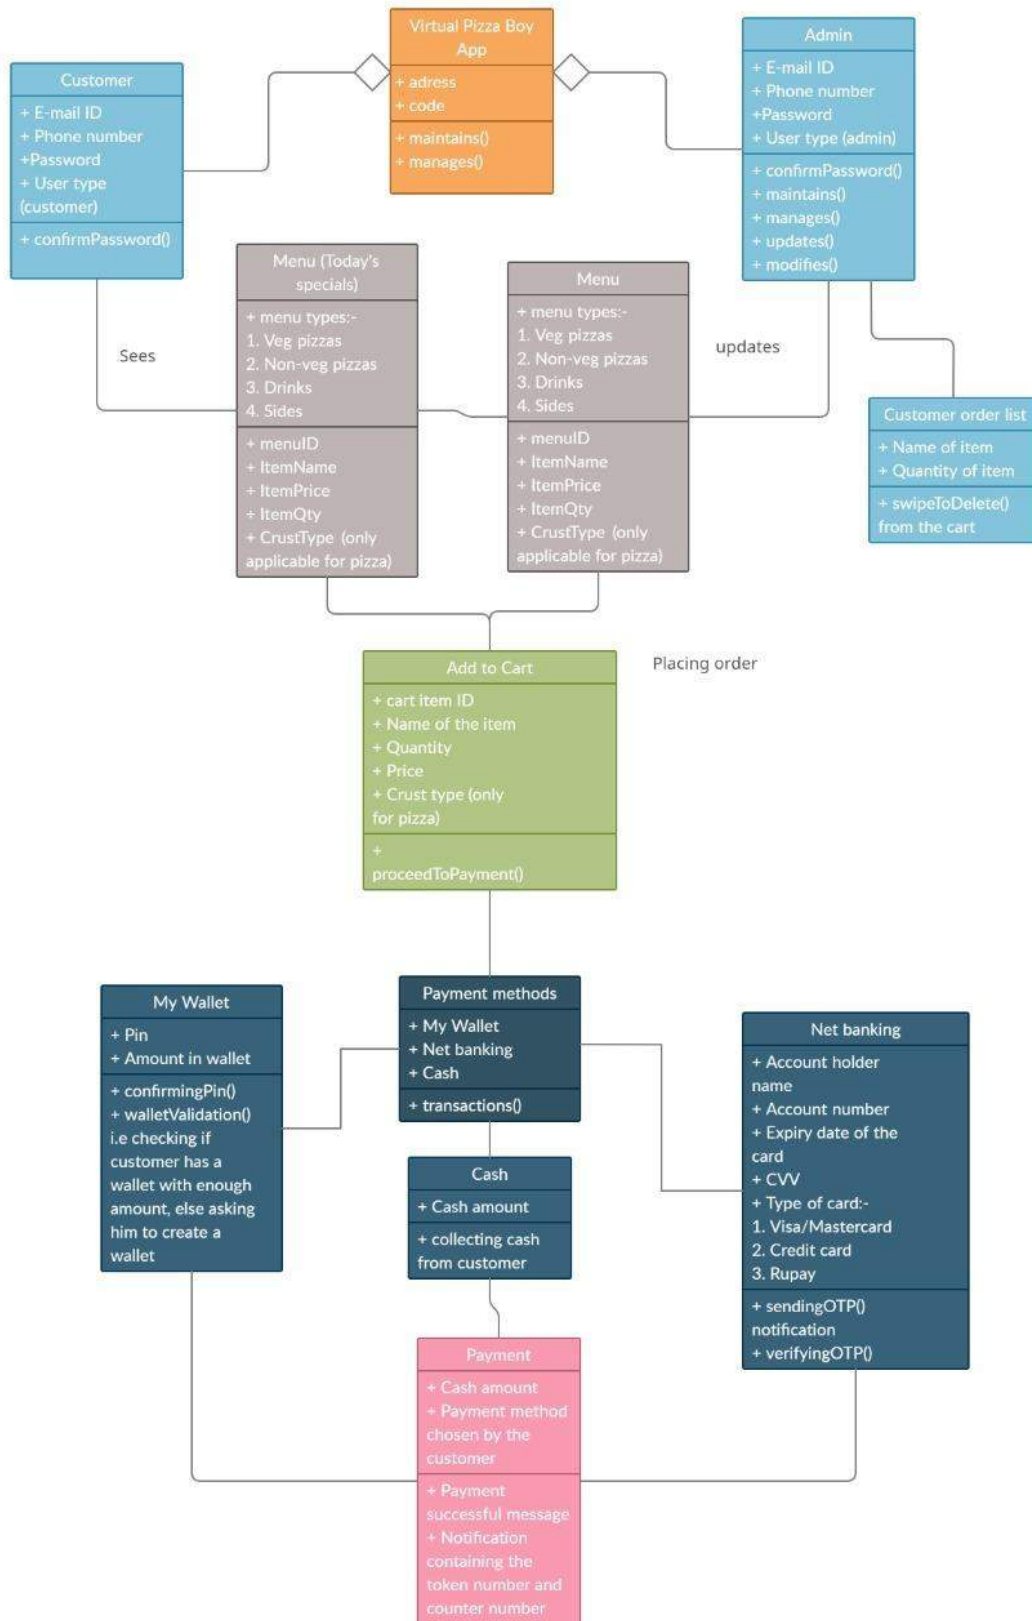 Virtual Pizza Boy
App
+ adress
+ code
+ maintains()
+ manages()
Admin
+ E-mail ID
+ Phone number
+Password
+ User type (admin)
+ confirmPassword()
+ maintains()
+ manages()
+ updates()
+ modifies()
Customer
+ E-mail ID
+ Phone number
+Password
+ User type
(customer)
+ confirmPassword()
Menu (Today's
specials)
+ menu types:-
1. Veg pizzas
2. Non-veg pizzas
3. Drinks
4. Sides
+ menuID
+ ItemName
+ ItemPrice
+ ItemQty
+ CrustType (only
applicable for pizza)
Menu
+ menu types:-
1. Veg pizzas
2. Non-veg pizzas
3. Drinks
4. Sides
+ menuID
+ ItemName
+ ItemPrice
+ ItemQty
+ CrustType (only
applicable for pizza)
Sees
updates
Customer order list
+ Name of item
+ Quantity of item
+ swipeToDelete()
from the cart
Add to Cart
+ cart item ID
+ Name of the item
+ Quantity
+ Price
+ Crust type (only
for pizza)
+
proceedToPayment()
Placing order
My Wallet
+ Pin
+ Amount in wallet
+ confirmingPin()
+ walletValidation()
i.e checking if
customer has a
wallet with enough
amount, else asking
him to create a
wallet
Payment methods
+ My Wallet
+ Net banking
+ Cash
+ transactions()
Net banking
+ Account holder
name
+ Account number
+ Expiry date of the
card
+ CVV
+ Type of card:-
1. Visa/Mastercard
2. Credit card
3. Rupay
+ sendingOTP()
notification
+ verifyingOTP()
Cash
+ Cash amount
+ collecting cash
from customer
Payment
+ Cash amount
+ Payment method
chosen by the
customer
+ Payment
successful message
+ Notification
containing the
token number and
counter number